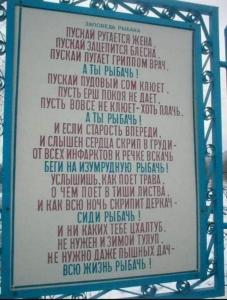 ЗАПОВЕДЬ РЫБАКА
ПУСКАЙ РУГАЕТСЯ ЖЕНА,
ПУСКАЙ ЗАЦЕПИТСЯ БЛЕСНА,
ПУСКАЙ ПУГАЕТ ГРИППОМ ВРАЧ,
А ТЫ РЫБАЧЬ!
ПУСКАЙ ПУДОВЫЙ СОМ КЛЮЕТ,
ПУСТЬ ЕРШ ПОКОЯ НЕ ДАЕТ,
ПУСТЬ ВОВСЕ НЕ КЛЮЕТ-ХОТЬ ПЛАЧЬ,
А ТЫ РЫБАЧЬ!
И ЕСЛИ СТАРОСТЬ ВПЕРЕДИ,
И СЛЫШЕН СЕРДЦА СКРИП В ГРУДИ-
ОТ ВСЕХ ИНФАРКТОВ К РЕЧКЕ ВСКАЧЬ
БЕГИ НА ИЗУМРУДНУЮ РЫБАЧЬ!
УСЛЫШИШЬ, КАК ПОЕТ ТРАВА,
О ЧЕМ ПОЕТ В ТИШИ ЛИСТВА,
И КАК ВСЮ НОЧЬ СКРИПИТ ДЕРКАЧ-
СИДИ РЫБАЧЬ!
И НИ КАКИХ ТЕБЕ ЦХАЛТУБ,
НЕ НУЖЕН И ЗИМОЙ ТУЛУП,
НЕ НУЖНО ДАЖЕ ПЫШНЫХ ДАЧ-
ВСЮ ЖИЗНЬ РЫБАЧЬ!